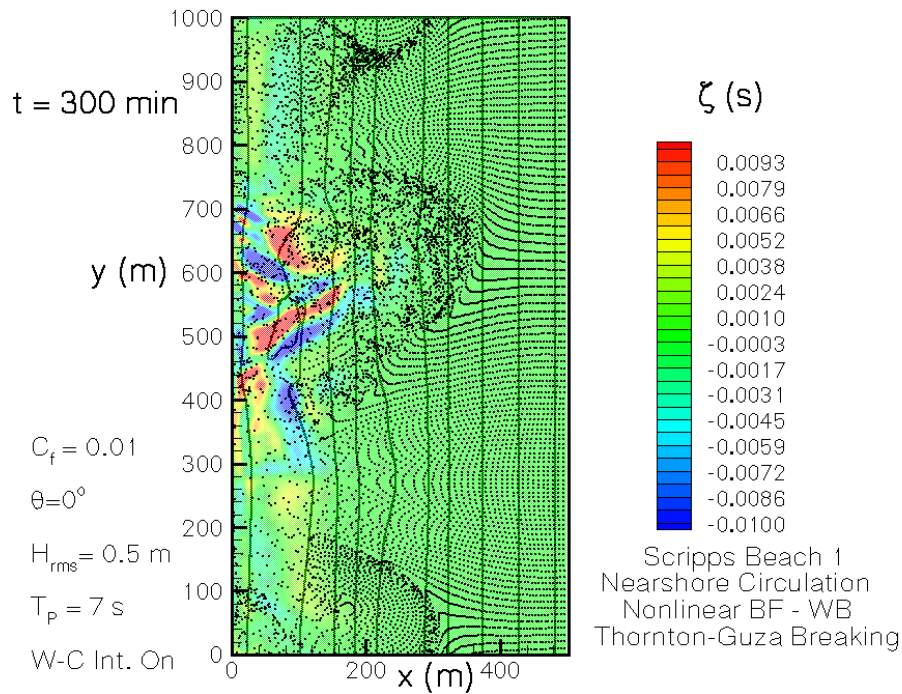 t = 300 min
y (m)
1000
900
800
700
600
500
400
300
200
100
0
0
200
400
x (m)
C_f = 0.01
θ=0°
H_rms= 0.5 m
T_P = 7 s
W-C Int. On
ζ (s)
0.0093
0.0079
0.0066
0.0052
0.0038
0.0024
0.0010
-0.0003
-0.0017
-0.0031
-0.0045
-0.0059
-0.0072
-0.0086
-0.0100
Scripps Beach 1
Nearshore Circulation
Nonlinear BF - WB
Thornton-Guza Breaking